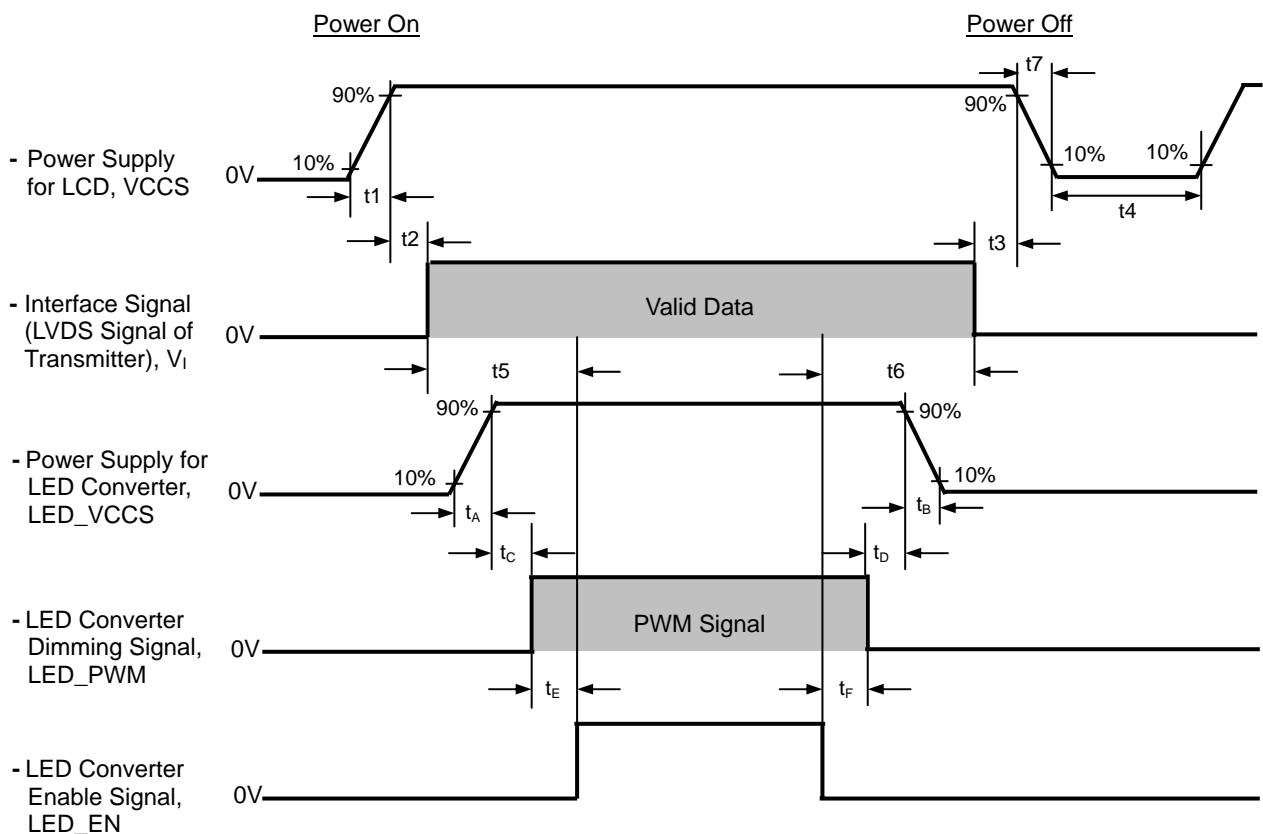 Power On
Power Off
t7
90%
90%
10%
10%
10%
- Power Supply
for LCD, VCCS
0V
t1
t4
t2
t3
- Interface Signal
(LVDS Signal of
Transmitter), VI
0V
Valid Data
t5
t6
90%
90%
- Power Supply for
LED Converter,
LED_VCCS
10%
10%
0V
tA
tB
tC
tD
- LED Converter
Dimming Signal,
LED_PWM
0V
PWM Signal
tE
tF
- LED Converter
Enable Signal,
LED_EN
0V